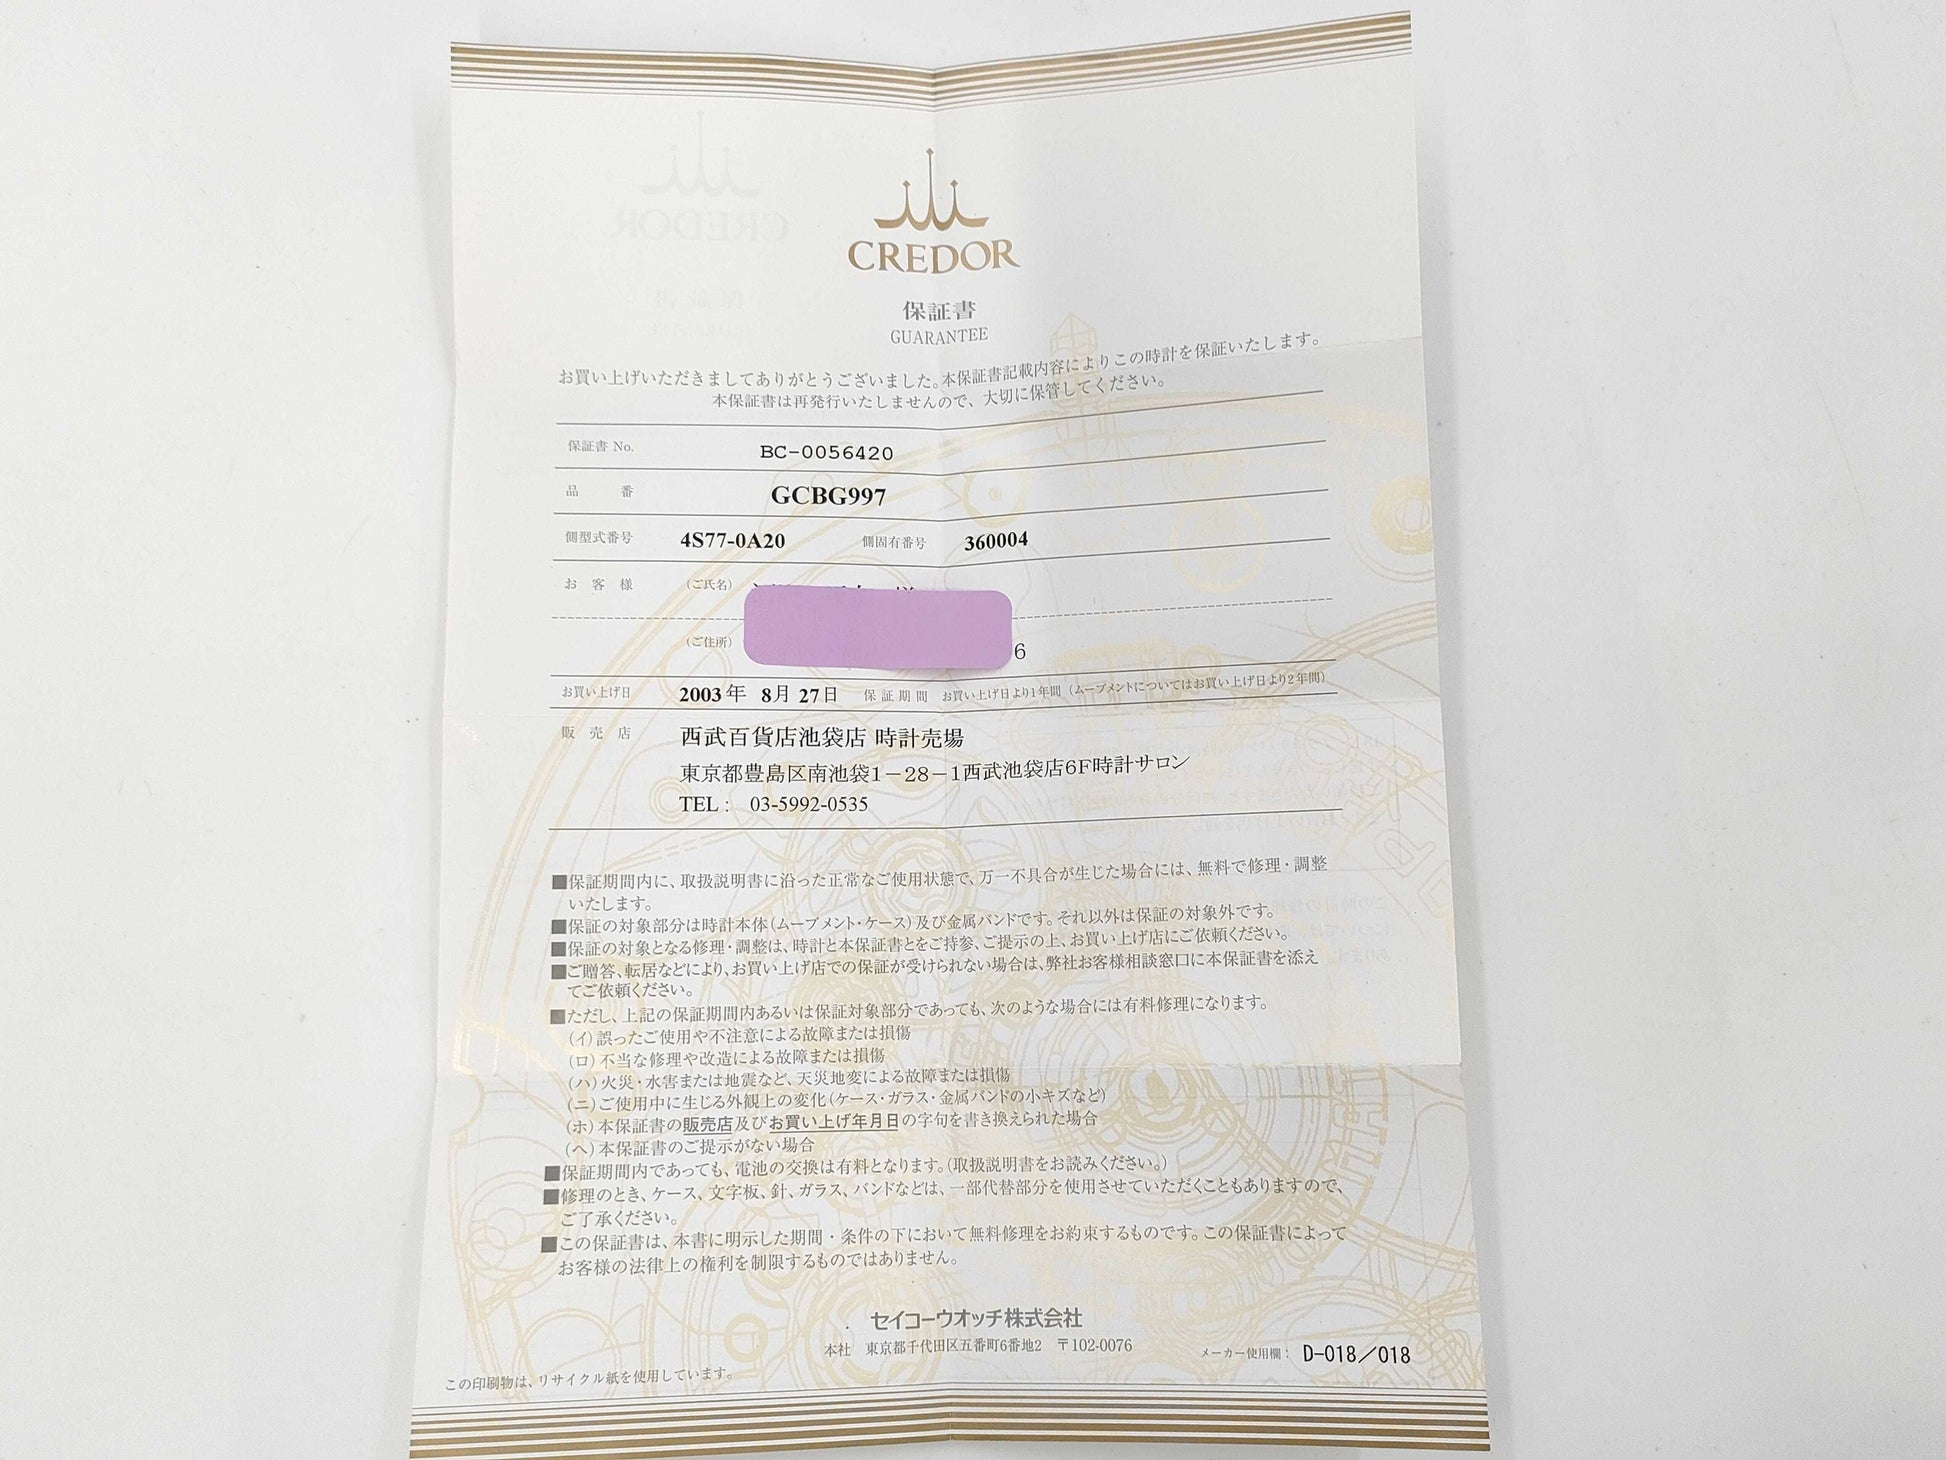 CREDOR
保証書
GUARANTEE
お買い上げいただきましてありがとうございました。本保証書記載内容によりこの時計を保証いたします。
本保証書は再発行いたしませんので、大切に保管してください。
保証書 No. BC-0056420
品 番 GCBG997
側型式番号 4S77-0A20 側固有番号 360004
お 客 様 (ご氏名)
(ご住所) 6
お買い上げ日 2003年 8月 27日 保証期間 お買い上げ日より1年間(ムーブメントについてはお買い上げ日より2年間)
販 売 店 西武百貨店池袋店 時計売場
東京都豊島区南池袋1-28-1西武池袋店6F時計サロン
TEL: 03-5992-0535
■保証期間内に、取扱説明書に沿った正常なご使用状態で、万一不具合が生じた場合には、無料で修理・調整
いたします。
■保証の対象部分は時計本体(ムーブメント・ケース)及び金属バンドです。それ以外は保証の対象外です。
■保証の対象となる修理・調整は、時計と本保証書とをご持参、ご提示の上、お買い上げ店にご依頼ください。
■ご贈答、転居などにより、お買い上げ店での保証が受けられない場合は、弊社お客様相談窓口に本保証書を添え
てご依頼ください。
■ただし、上記の保証期間内あるいは保証対象部分であっても、次のような場合には有料修理になります。
(イ)誤ったご使用や不注意による故障または損傷
(ロ)不当な修理や改造による故障または損傷
(ハ)火災・水害または地震など、天災地変による故障または損傷
(ニ)ご使用中に生じる外観上の変化(ケース・ガラス・金属バンドの小キズなど)
(ホ)本保証書の販売店及びお買い上げ年月日の字句を書き換えられた場合
(ヘ)本保証書のご提示がない場合
■保証期間内であっても、電池の交換は有料となります。(取扱説明書をお読みください。)
■修理のとき、ケース、文字板、針、ガラス、バンドなどは、一部代替部分を使用させていただくこともありますので、
ご了承ください。
■この保証書は、本書に明示した期間・条件の下において無料修理をお約束するものです。この保証書によって
お客様の法律上の権利を制限するものではありません。
セイコーウオッチ株式会社
本社 東京都千代田区五番町6番地2 〒102-0076
メーカー使用欄: D-018/018
この印刷物は、リサイクル紙を使用しています。